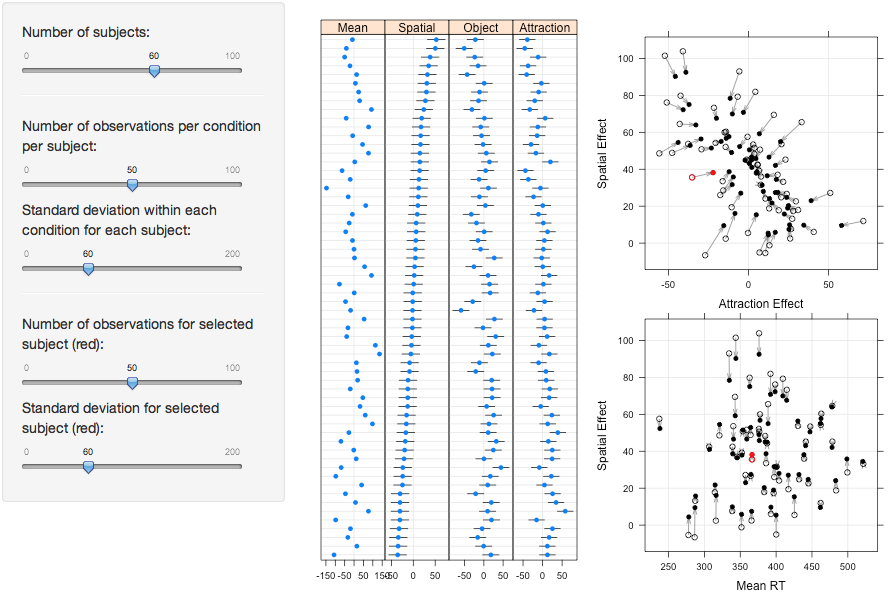 Number of subjects:
0 60 100
Number of observations per condition
per subject:
0 50 100
Standard deviation within each
condition for each subject:
0 60 200
Number of observations for selected
subject (red):
0 50 100
Standard deviation for selected
subject (red):
0 60 200
Mean Spatial Object Attraction
-150 -50 0 50 -50 0 50 -50 0 50 0 50
Spatial Effect
100
80
60
40
20
0
-50 0 50
Attraction Effect
Spatial Effect
100
80
60
40
20
0
250 300 350 400 450 500
Mean RT